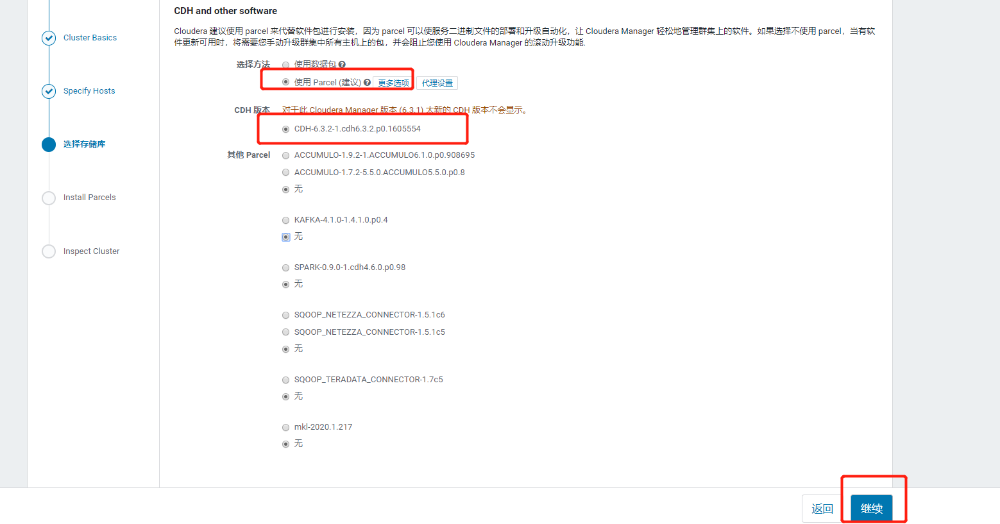 CDH and other software
Cloudera 建议使用 parcel 来代替软件包进行安装，因为 parcel 可以使服务二进制文件的部署和升级自动化，让 Cloudera Manager 轻松地管理群集上的软件。如果选择不使用 parcel，当有软
件更新可用时，将需要您手动升级群集中所有主机上的包，并会阻止您使用 Cloudera Manager 的滚动升级功能.
Cluster Basics
Specify Hosts
选择存储库
Install Parcels
Inspect Cluster
选择方法
使用数据包
使用 Parcel (建议) 更多选项 代理设置
CDH 版本
对于此 Cloudera Manager 版本 (6.3.1) 太新的 CDH 版本不会显示。
CDH-6.3.2-1.cdh6.3.2.p0.1605554
其他 Parcel
ACCUMULO-1.9.2-1.ACCUMULO6.1.0.p0.908695
ACCUMULO-1.7.2-5.5.0.ACCUMULO5.5.0.p0.8
无
KAFKA-4.1.0-1.4.1.0.p0.4
无
SPARK-0.9.0-1.cdh4.6.0.p0.98
无
SQOOP_NETEZZA_CONNECTOR-1.5.1c6
SQOOP_NETEZZA_CONNECTOR-1.5.1c5
无
SQOOP_TERADATA_CONNECTOR-1.7c5
无
mkl-2020.1.217
无
返回
继续